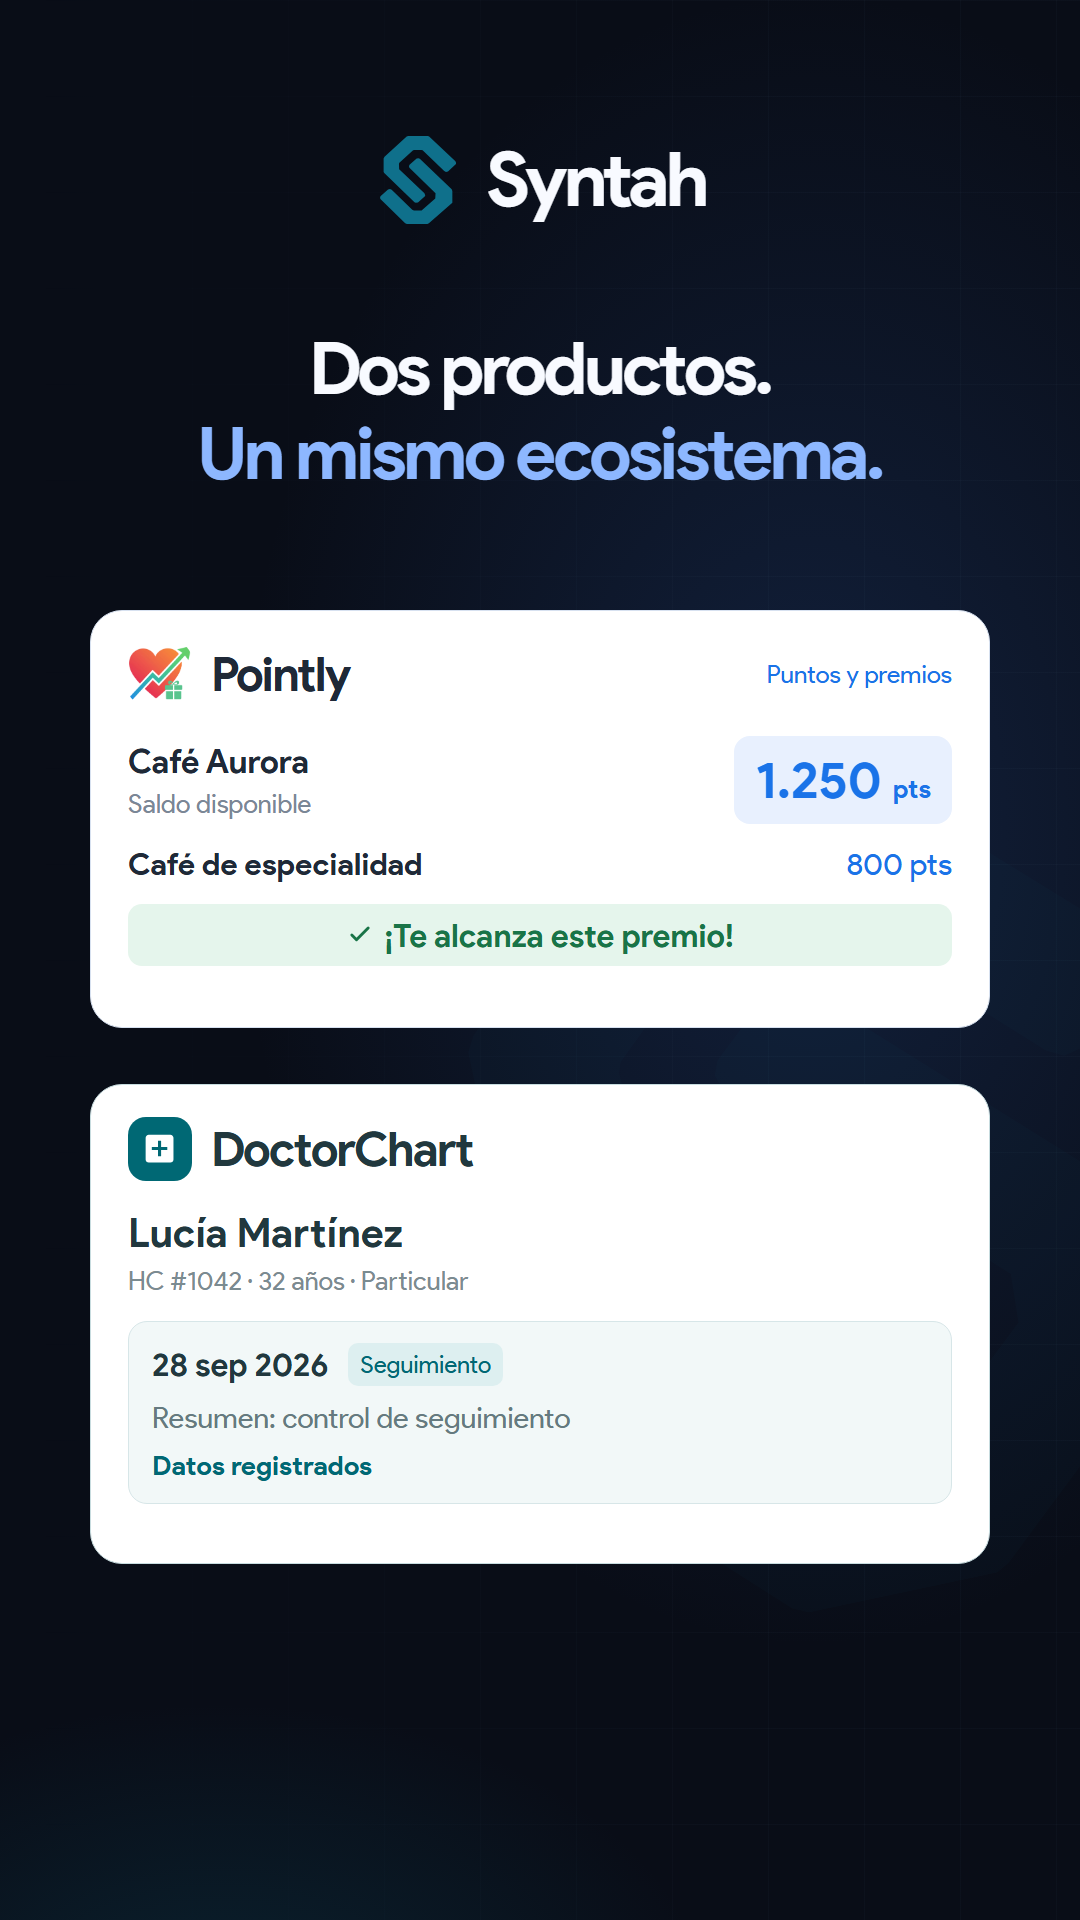 Syntah
Dos productos.
Un mismo ecosistema.
Pointly
Puntos y premios
Café Aurora
Saldo disponible
1.250 pts
Café de especialidad
800 pts
¡Te alcanza este premio!
DoctorChart
Lucía Martínez
HC #1042 · 32 años · Particular
28 sep 2026
Seguimiento
Resumen: control de seguimiento
Datos registrados